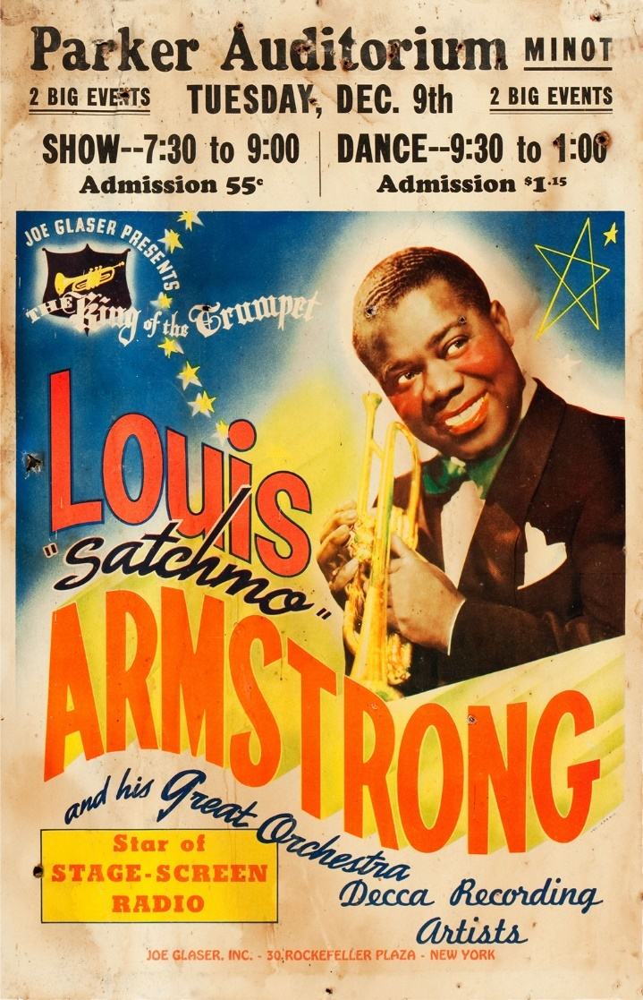 Parker Auditorium MINOT
2 BIG EVENTS TUESDAY, DEC. 9th 2 BIG EVENTS
SHOW--7:30 to 9:00
Admission 55c
DANCE--9:30 to 1:00
Admission $1.15
JOE GLASER PRESENTS
THE King of the Trumpet
Louis
"Satchmo"
ARMSTRONG
and his Great Orchestra
Star of
STAGE-SCREEN
RADIO
Decca Recording
Artists
JOE GLASER, INC. - 30 ROCKEFELLER PLAZA - NEW YORK